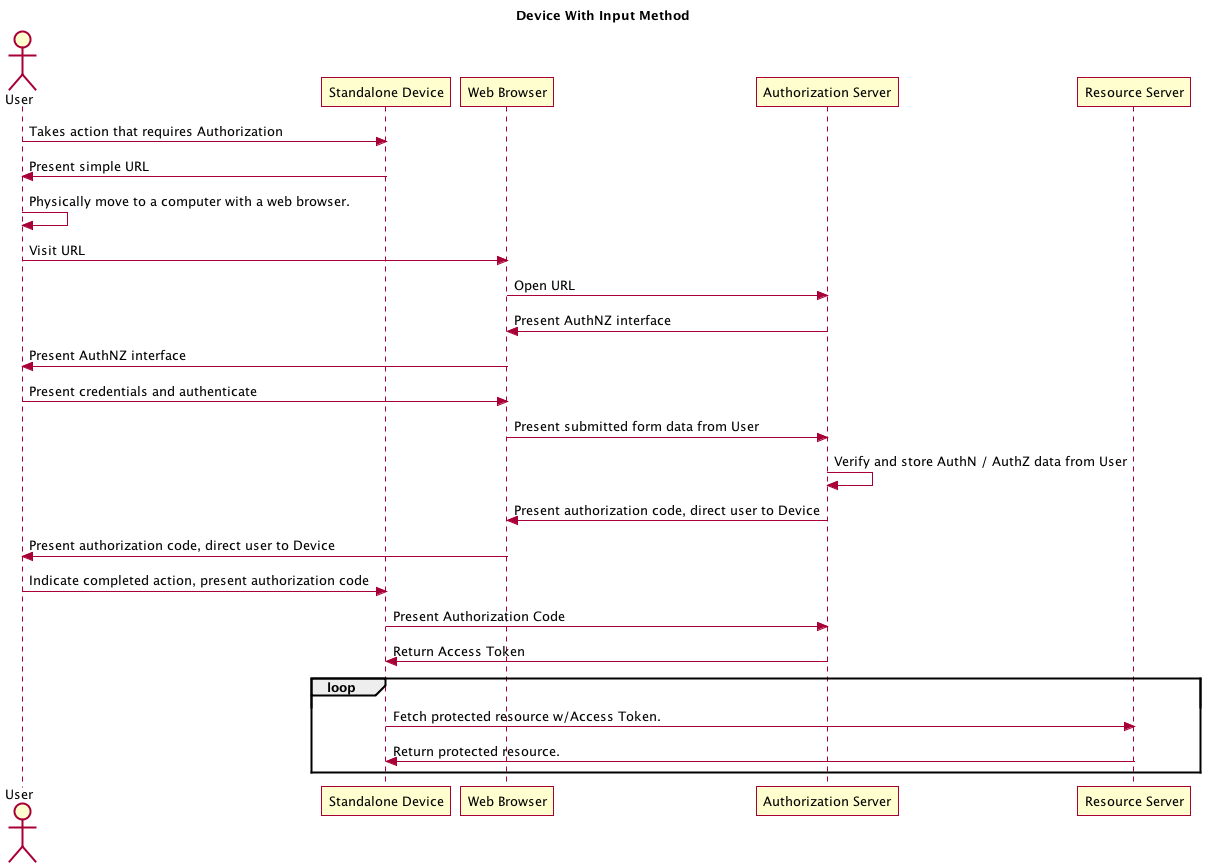 Device With Input Method
User
Standalone Device
Web Browser
Authorization Server
Resource Server
Takes action that requires Authorization
Present simple URL
Physically move to a computer with a web browser.
Visit URL
Open URL
Present AuthNZ interface
Present AuthNZ interface
Present credentials and authenticate
Present submitted form data from User
Verify and store AuthN / AuthZ data from User
Present authorization code, direct user to Device
Present authorization code, direct user to Device
Indicate completed action, present authorization code
Present Authorization Code
Return Access Token
loop
Fetch protected resource w/Access Token.
Return protected resource.
User
Standalone Device
Web Browser
Authorization Server
Resource Server